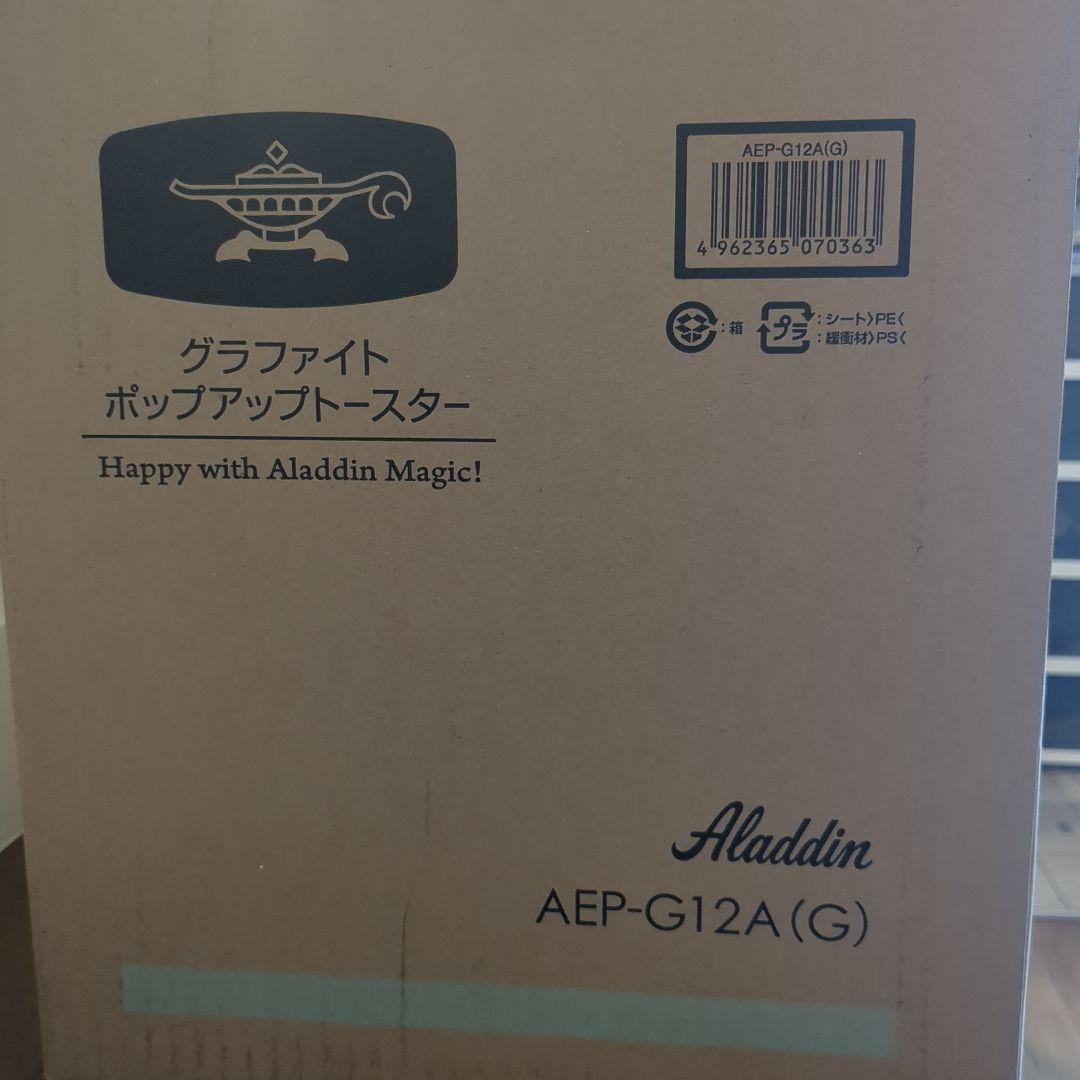 グラファイト
ポップアップトースター
Happy with Aladdin Magic!
AEP-G12A(G)
4 962365 070363
:箱
プラ
:シート〉PE〈
:緩衝材〉PS〈
Aladdin
AEP-G12A(G)